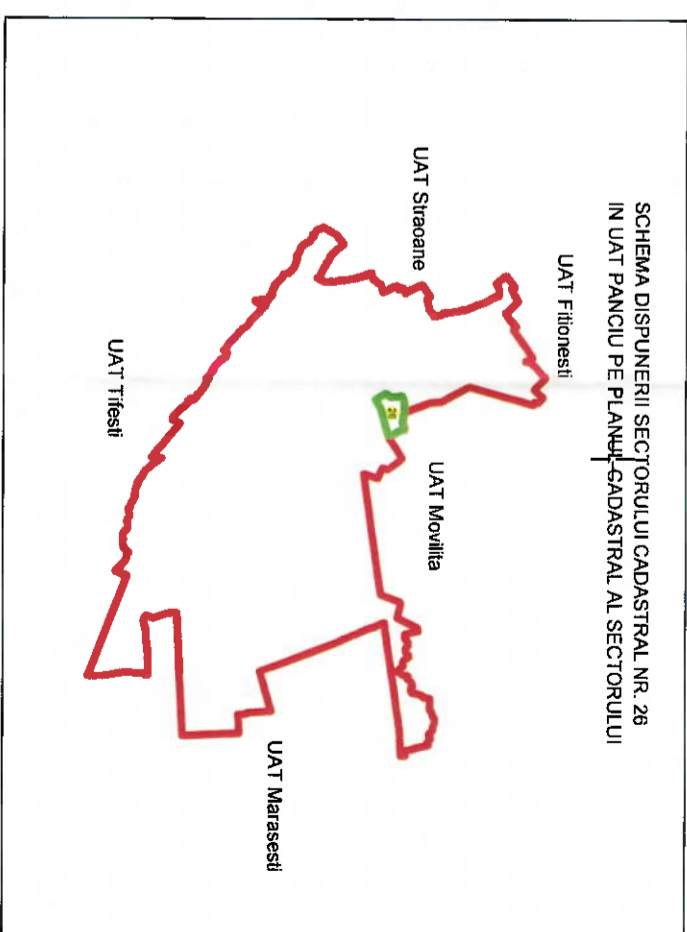 SCHEMA DISPUNERII SECTORULUI CADASTRAL NR. 26
IN UAT PANCIU PE PLANUL CADASTRAL AL SECTORULUI
UAT Fitionesti
UAT Straoane
UAT Movilita
26
UAT Marasesti
UAT Tifesti